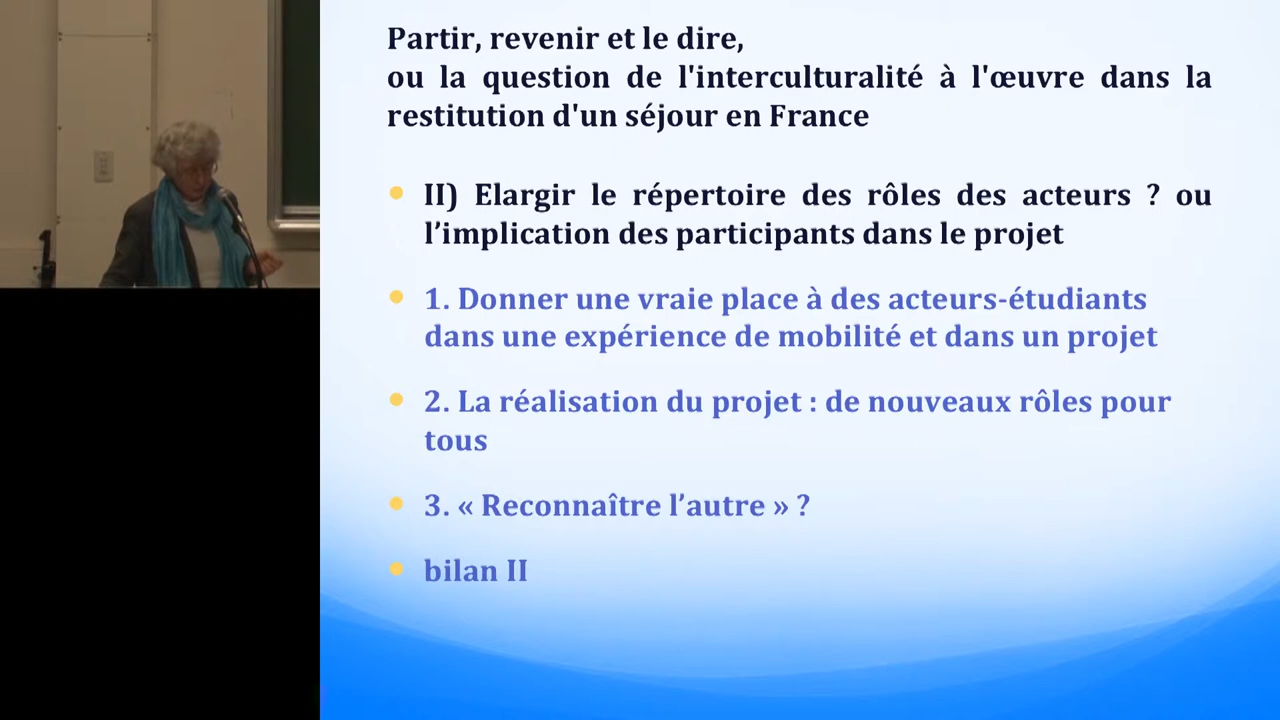 Partir, revenir et le dire,
ou la question de l'interculturalité à l'œuvre dans la
restitution d'un séjour en France
II) Elargir le répertoire des rôles des acteurs ? ou
l’implication des participants dans le projet
1. Donner une vraie place à des acteurs-étudiants
dans une expérience de mobilité et dans un projet
2. La réalisation du projet : de nouveaux rôles pour
tous
3. « Reconnaître l’autre » ?
bilan II